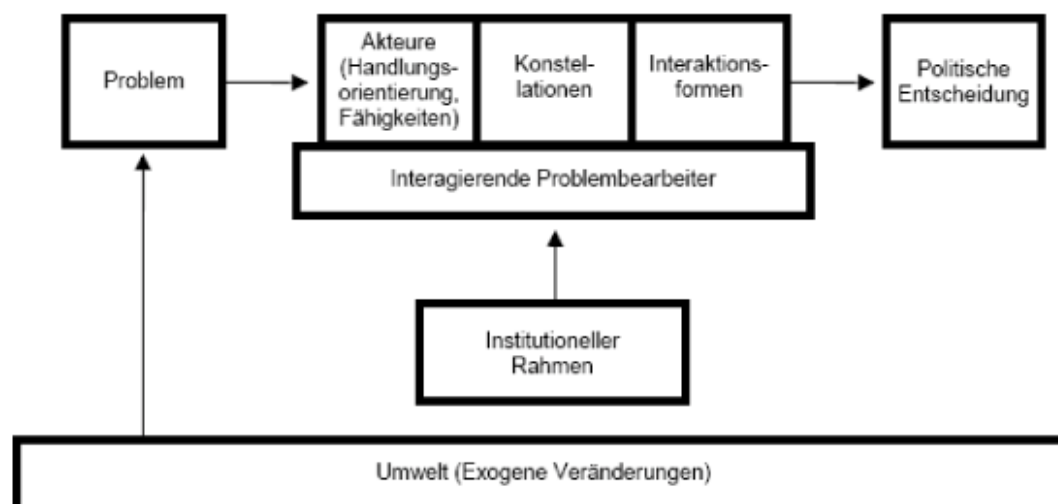 Problem
Akteure
(Handlungs-
orientierung,
Fähigkeiten)
Konstel-
lationen
Interaktions-
formen
Politische
Entscheidung
Interagierende Problembearbeiter
Institutioneller
Rahmen
Umwelt (Exogene Veränderungen)